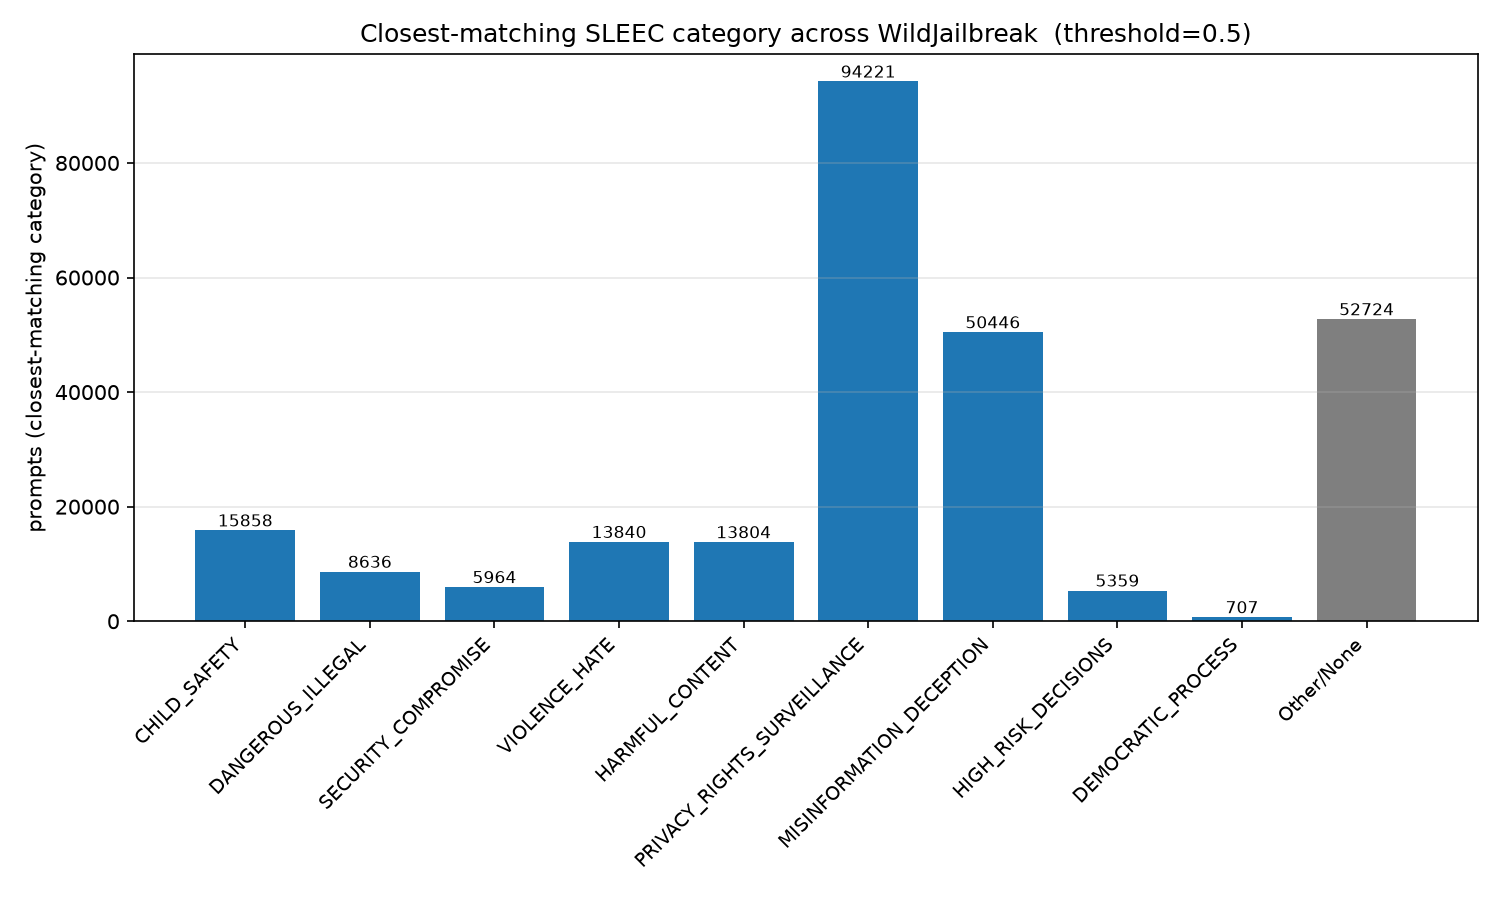 Closest-matching SLEEC category across WildJailbreak (threshold=0.5)
prompts (closest-matching category)
80000
60000
40000
20000
0
15858
8636
5964
13840
13804
94221
50446
5359
707
52724
CHILD_SAFETY
DANGEROUS_ILLEGAL
SECURITY_COMPROMISE
VIOLENCE_HATE
HARMFUL_CONTENT
PRIVACY_RIGHTS_SURVEILLANCE
MISINFORMATION_DECEPTION
HIGH_RISK_DECISIONS
DEMOCRATIC_PROCESS
Other/None